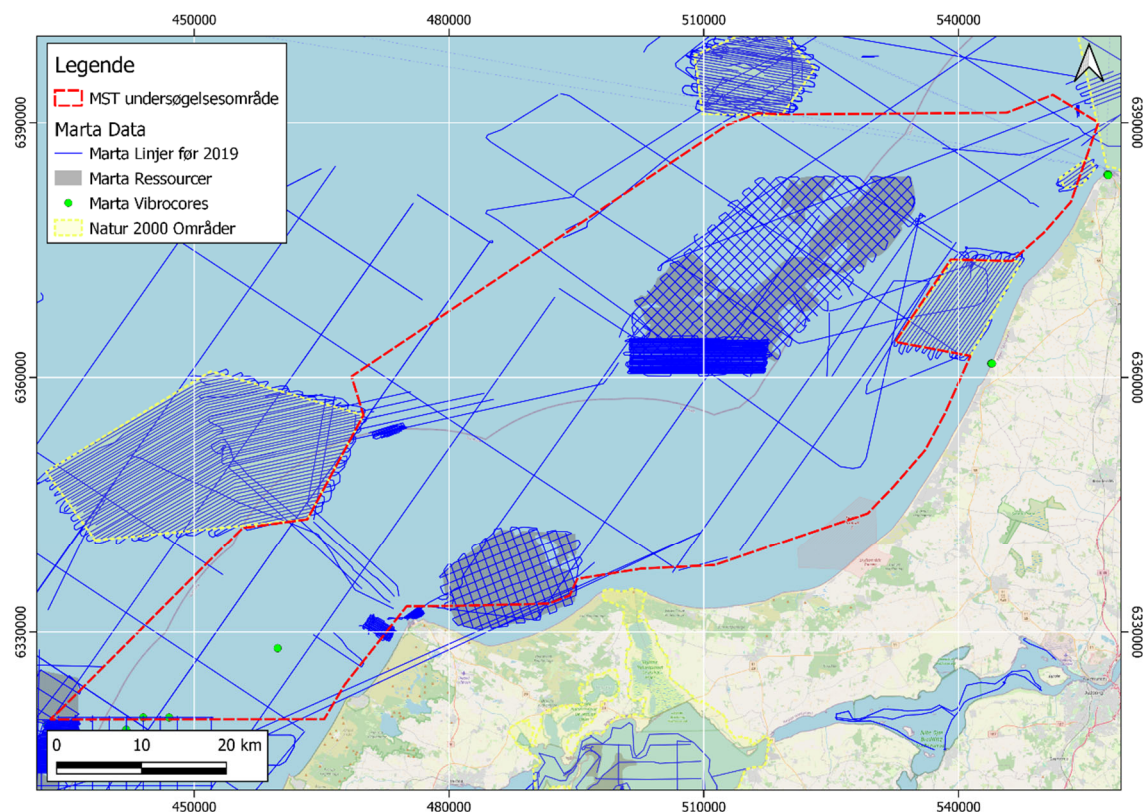 450000
480000
510000
540000
Legende
MST undersøgelsesområde
Marta Data
Marta Linjer før 2019
Marta Ressourcer
Marta Vibrocores
Natur 2000 Områder
6390000
6390000
6360000
6360000
6330000
6330000
0
10
20 km
450000
480000
510000
540000